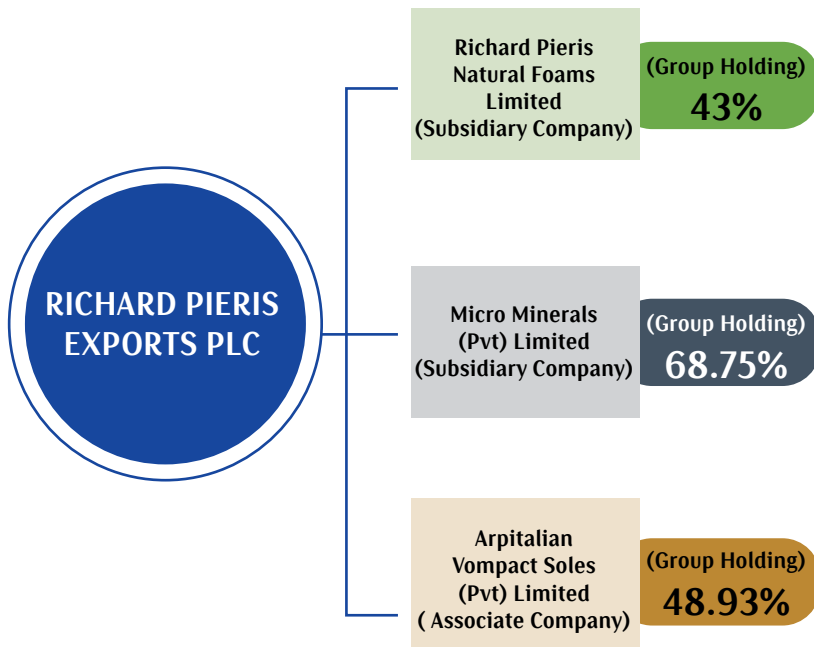 RICHARD PIERIS
EXPORTS PLC
Richard Pieris
Natural Foams
Limited
(Subsidiary Company)
(Group Holding)
43%
Micro Minerals
(Pvt) Limited
(Subsidiary Company)
(Group Holding)
68.75%
Arpitalian
Vompact Soles
(Pvt) Limited
( Associate Company)
(Group Holding)
48.93%